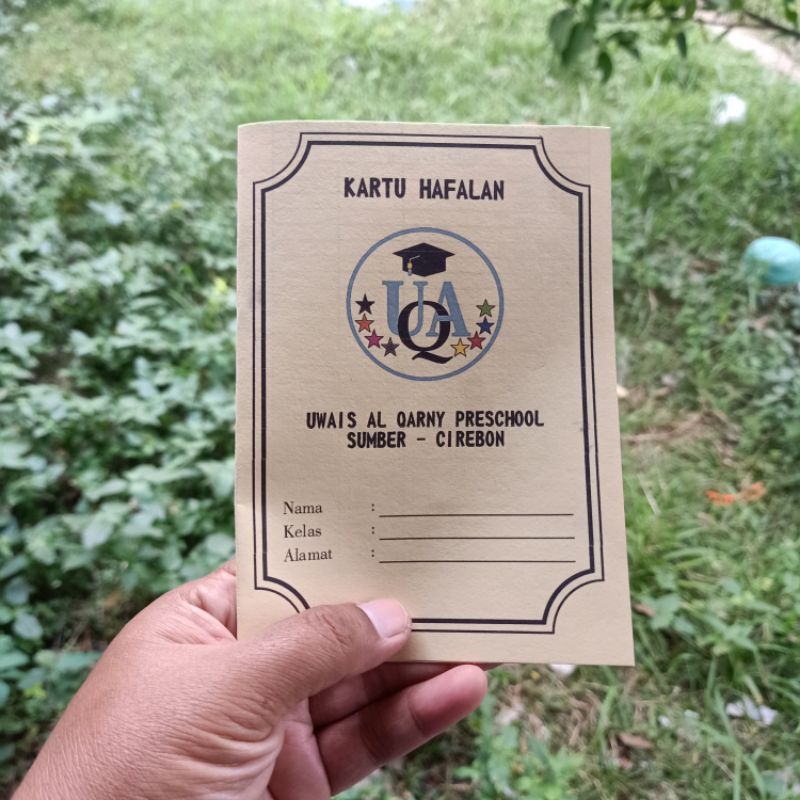 KARTU HAFALAN
UQA
UWAIS AL QARNY PRESCHOOL
SUMBER - CIREBON
Nama :
Kelas :
Alamat :